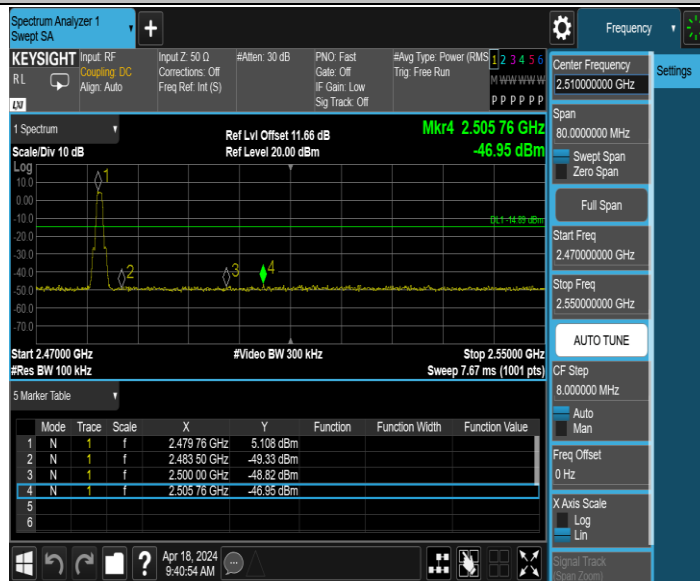 Spectrum Analyzer 1
Swept SA
+
Frequency
KEYSIGHT
RL
LXI
Input: RF
Coupling: DC
Align: Auto
Input Z: 50 Ω
Corrections: Off
Freq Ref: Int (S)
#Atten: 30 dB
PNO: Fast
Gate: Off
IF Gain: Low
Sig Track: Off
#Avg Type: Power (RMS
Trig: Free Run
1 2 3 4 5 6
M W W W W W
P P P P P P
Center Frequency
2.510000000 GHz
Settings
1 Spectrum
Scale/Div 10 dB
Ref Lvl Offset 11.66 dB
Ref Level 20.00 dBm
Mkr4 2.505 76 GHz
-46.95 dBm
Log
10.0
0.00
-10.0
-20.0
-30.0
-40.0
-50.0
-60.0
-70.0
1
2
3
4
DL1 -14.89 dBm
Start 2.47000 GHz
#Res BW 100 kHz
#Video BW 300 kHz
Stop 2.55000 GHz
Sweep 7.67 ms (1001 pts)
Span
80.0000000 MHz
Swept Span
Zero Span
Full Span
Start Freq
2.470000000 GHz
Stop Freq
2.550000000 GHz
AUTO TUNE
CF Step
8.000000 MHz
Auto
Man
Freq Offset
0 Hz
X Axis Scale
Log
Lin
Signal Track
(Span Zoom)
5 Marker Table
Mode Trace Scale X Y Function Function Width Function Value
1 N 1 f 2.479 76 GHz 5.108 dBm
2 N 1 f 2.483 50 GHz -49.33 dBm
3 N 1 f 2.500 00 GHz -48.82 dBm
4 N 1 f 2.505 76 GHz -46.95 dBm
5
6
?
Apr 18, 2024
9:40:54 AM